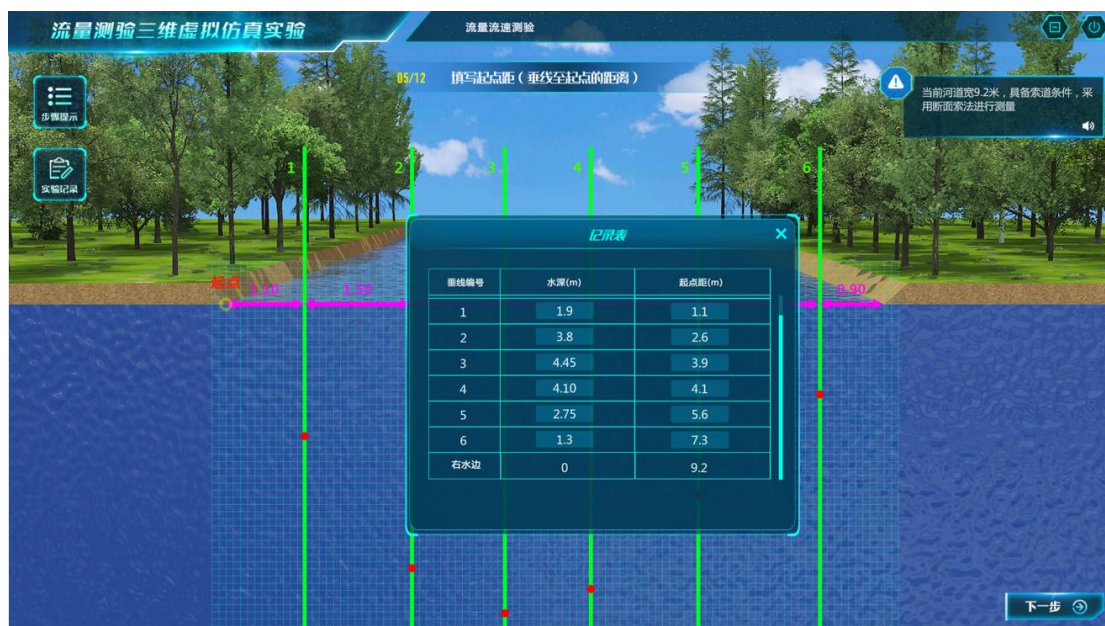 流量测验三维虚拟仿真实验
流量流速测验
05/12 填写起点距（垂线至起点的距离）
当前河道宽9.2米，具备索道条件，采
用断面索法进行测量
步骤提示
实验记录
1 2 3 4 5 6
起点 1.10 1.50 0.90
记录表
垂线编号 水深(m) 起点距(m)
1 1.9 1.1
2 3.8 2.6
3 4.45 3.9
4 4.10 4.1
5 2.75 5.6
6 1.3 7.3
右水边 0 9.2
下一步